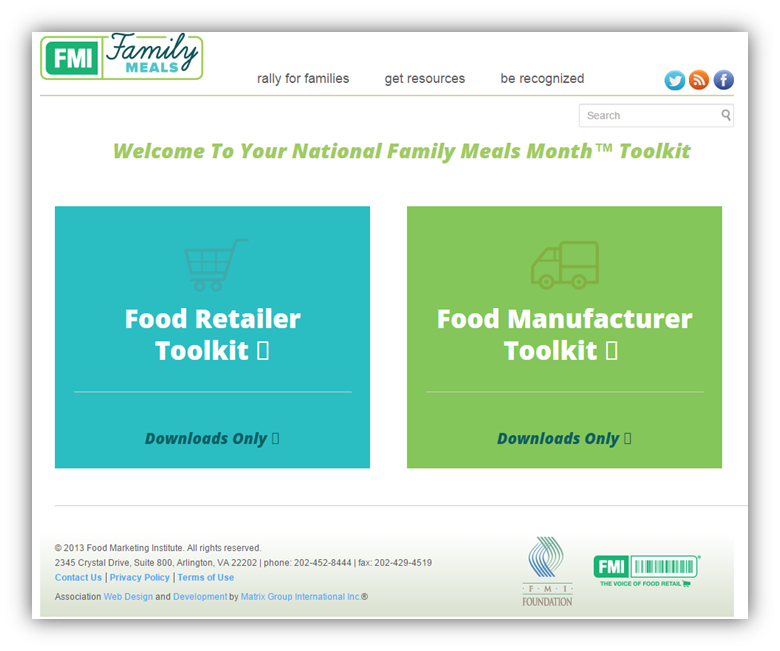 FMI Family
MEALS
rally for families get resources be recognized
Search
Welcome To Your National Family Meals Month™ Toolkit
Food Retailer
Toolkit
Downloads Only
Food Manufacturer
Toolkit
Downloads Only
© 2013 Food Marketing Institute. All rights reserved.
2345 Crystal Drive, Suite 800, Arlington, VA 22202 | phone: 202-452-8444 | fax: 202-429-4519
Contact Us | Privacy Policy | Terms of Use
Association Web Design and Development by Matrix Group International Inc.®
· F · M · I ·
FOUNDATION
FMI ®
THE VOICE OF FOOD RETAIL